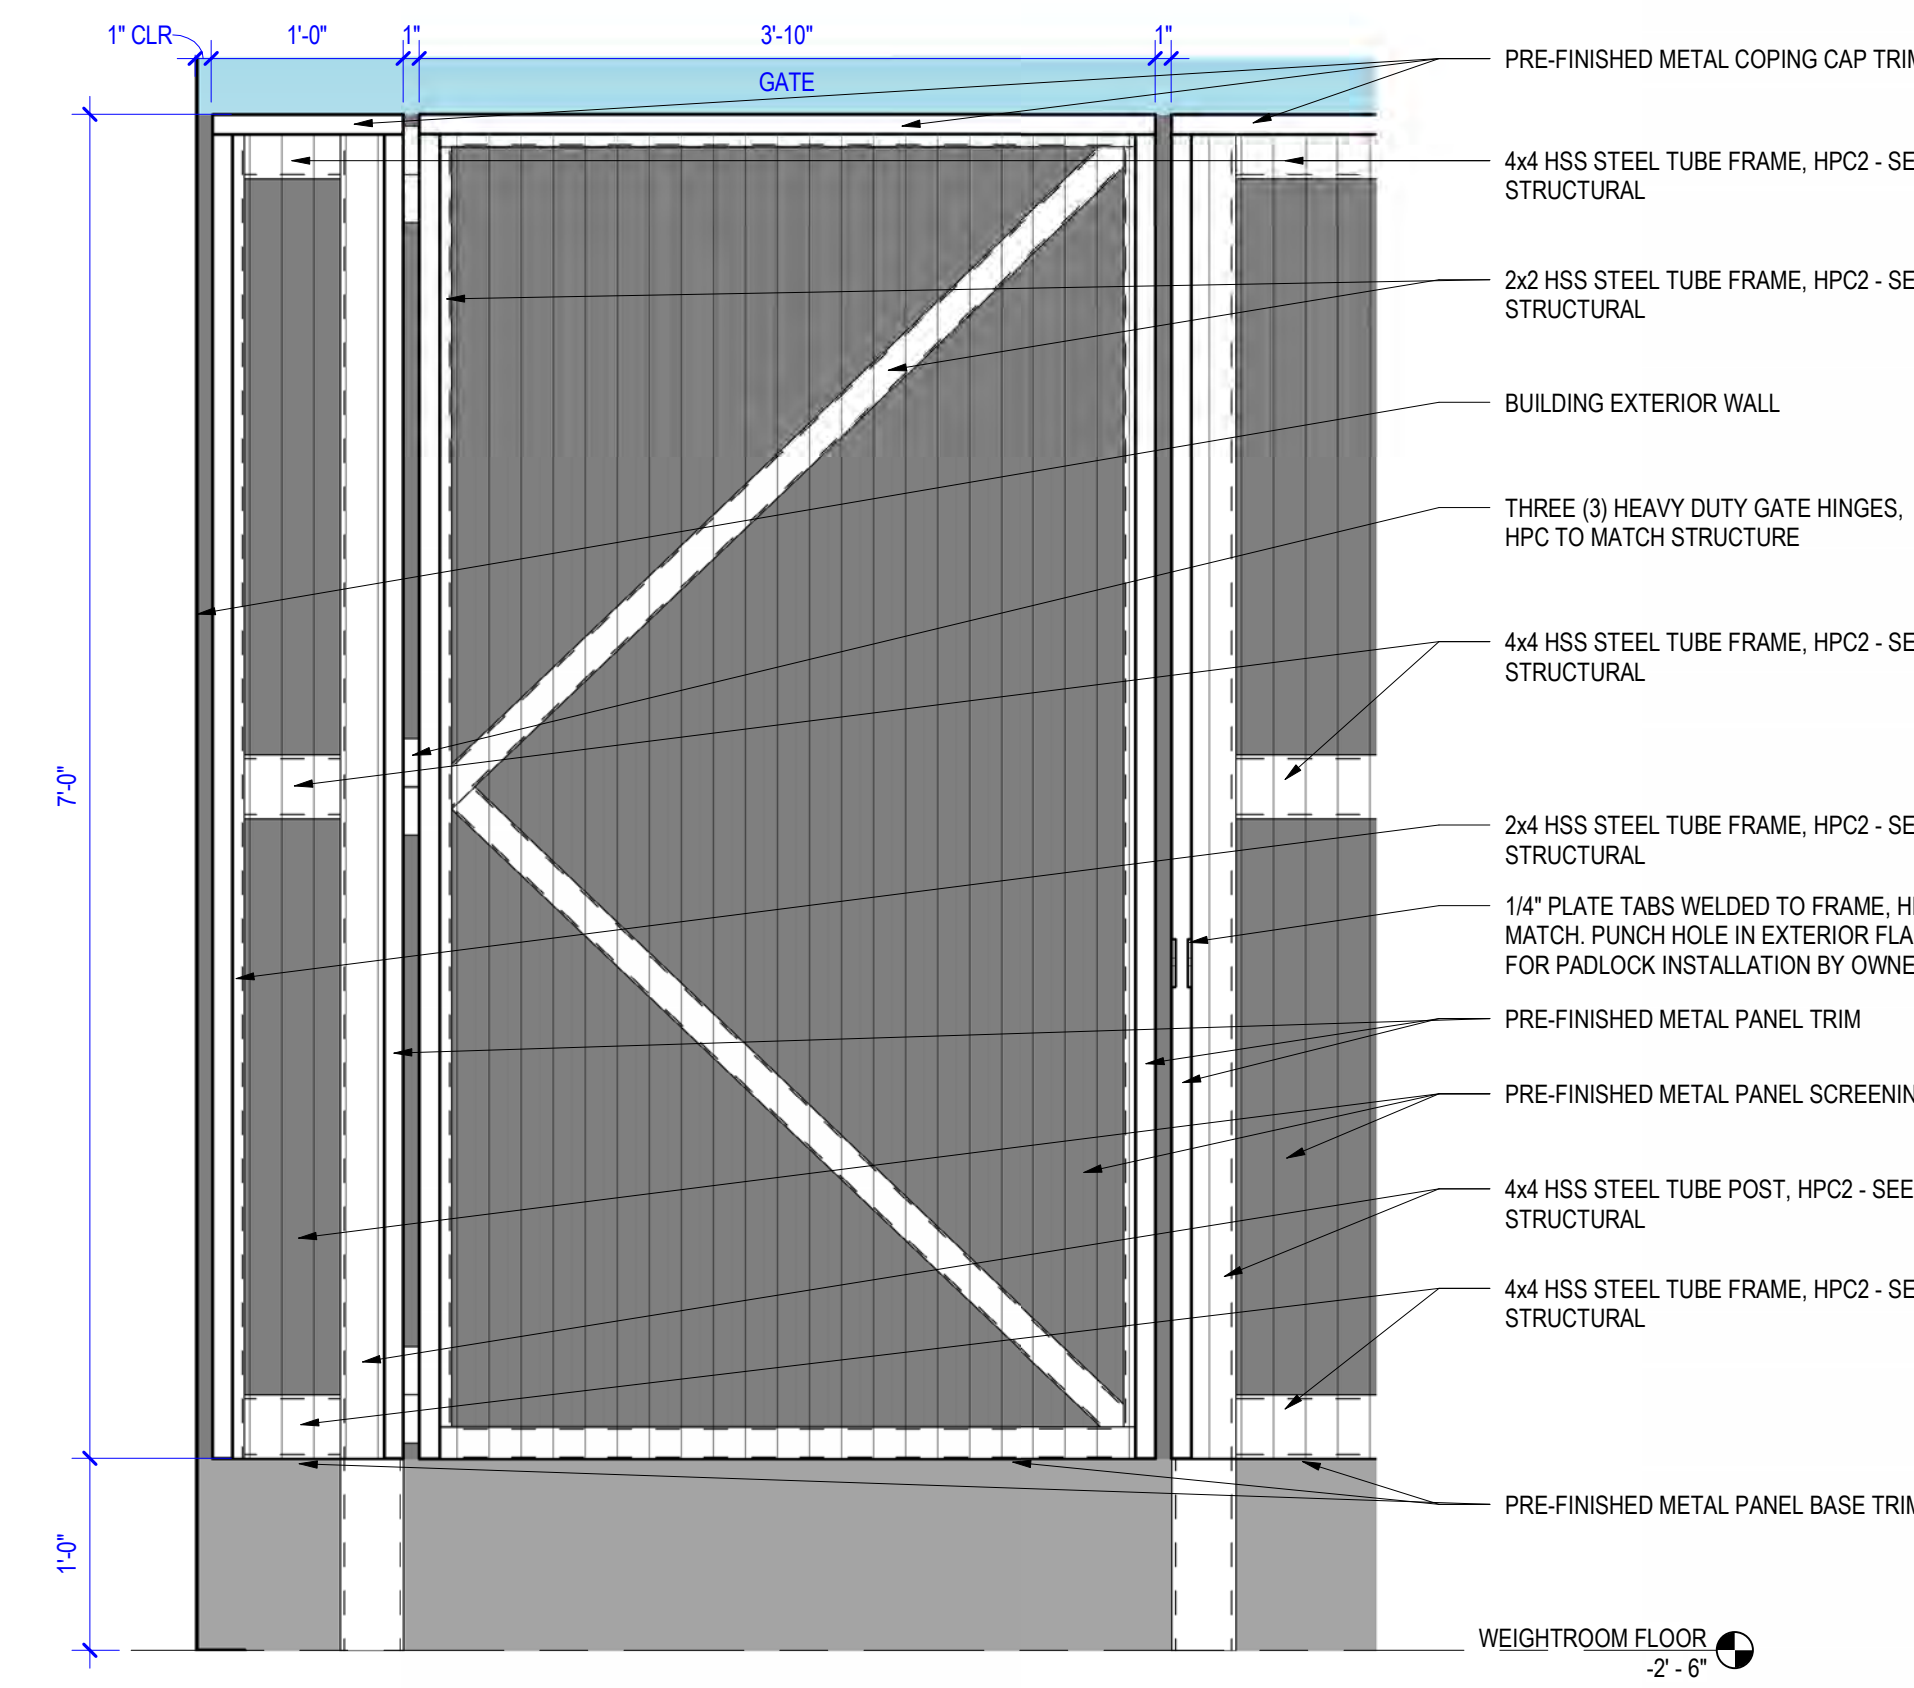 1" CLR
1'-0"
1"
3'-10"
1"
GATE
PRE-FINISHED METAL COPING CAP TRIM
4x4 HSS STEEL TUBE FRAME, HPC2 - SE
STRUCTURAL
2x2 HSS STEEL TUBE FRAME, HPC2 - SE
STRUCTURAL
BUILDING EXTERIOR WALL
THREE (3) HEAVY DUTY GATE HINGES,
HPC TO MATCH STRUCTURE
4x4 HSS STEEL TUBE FRAME, HPC2 - SE
STRUCTURAL
7'-0"
2x4 HSS STEEL TUBE FRAME, HPC2 - SE
STRUCTURAL
1/4" PLATE TABS WELDED TO FRAME, H
MATCH. PUNCH HOLE IN EXTERIOR FLA
FOR PADLOCK INSTALLATION BY OWNE
PRE-FINISHED METAL PANEL TRIM
PRE-FINISHED METAL PANEL SCREENIN
4x4 HSS STEEL TUBE POST, HPC2 - SEE
STRUCTURAL
4x4 HSS STEEL TUBE FRAME, HPC2 - SE
STRUCTURAL
PRE-FINISHED METAL PANEL BASE TRIM
1'-0"
WEIGHTROOM FLOOR
-2' - 6"